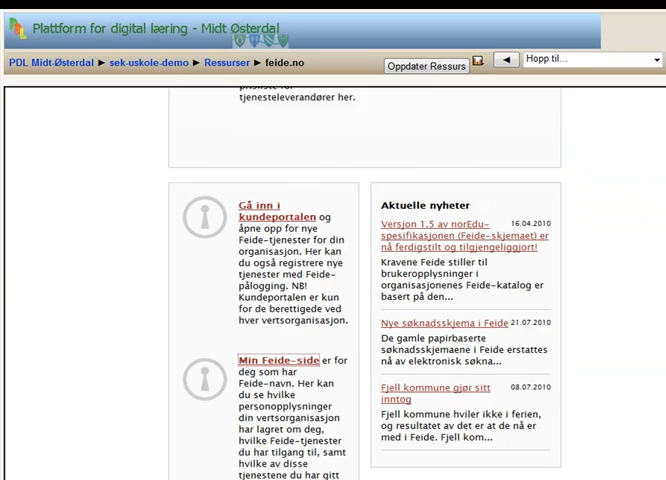 Plattform for digital læring - Midt Østerdal
PDL Midt-Østerdal ► sek-uskole-demo ► Ressurser ► feide.no
Oppdater Ressurs
◄
Hopp til...
prisliste for
tjenesteleverandører her.
Gå inn i
kundeportalen og
åpne opp for nye
Feide-tjenester for din
organisasjon. Her kan
du også registrere nye
tjenester med Feide-
pålogging. NB!
Kundeportalen er kun
for de berettigede ved
hver vertsorganisasjon.
Min Feide-side er for
deg som har
Feide-navn. Her kan
du se hvilke
personopplysninger
din vertsorganisasjon
har lagret om deg,
hvilke Feide-tjenester
du har tilgang til, samt
hvilke av disse
tjenestene du har gitt
Aktuelle nyheter
Versjon 1.5 av norEdu- 16.04.2010
spesifikasjonen (Feide-skjemaet) er
nå ferdigstilt og tilgjengeliggjort!
Kravene Feide stiller til
brukeropplysninger i
organisasjonenes Feide-katalog er
basert på den...
Nye søknadsskjema i Feide 21.07.2010
De gamle papirbaserte
søknadsskjemaene i Feide erstattes
nå av elektronisk søkna...
Fjell kommune gjør sitt 08.07.2010
inntog
Fjell kommune hviler ikke i ferien,
og resultatet av det er at de nå er
med i Feide. Fjell kom...